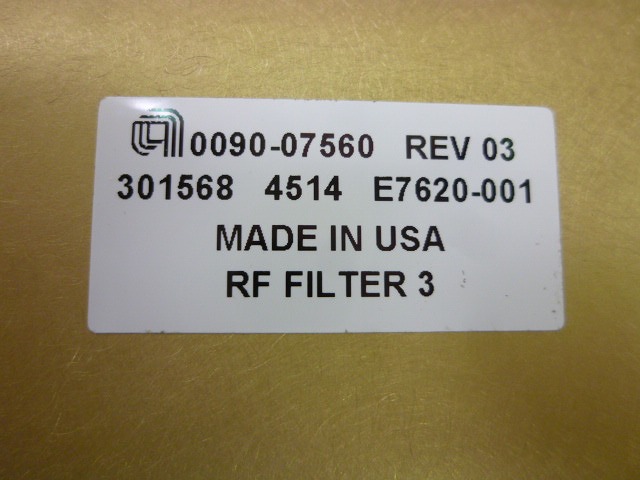 0090-07560 REV 03
301568 4514 E7620-001
MADE IN USA
RF FILTER 3